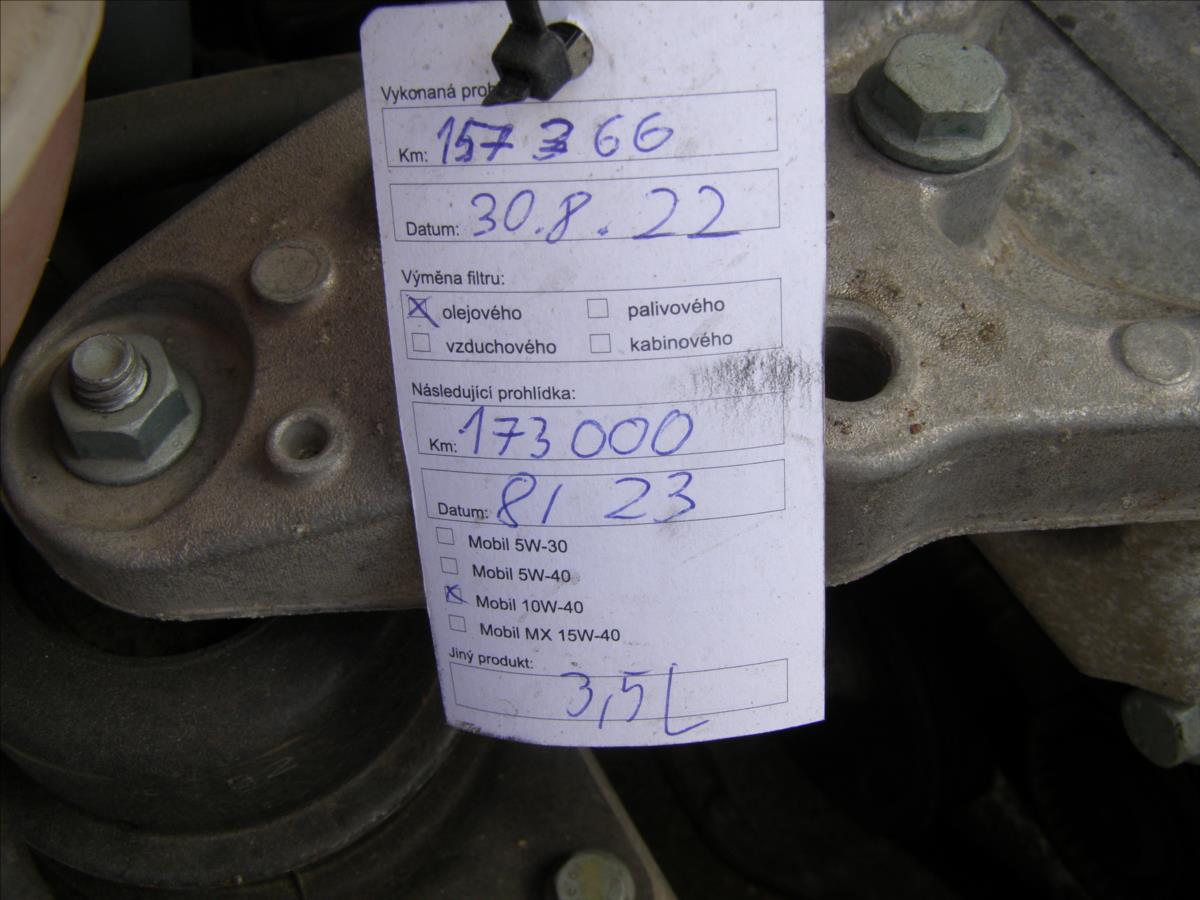 Vykonaná proh
Km: 157 366
Datum: 30.8.22
Výměna filtru:
olejového palivového
vzduchového kabinového
Následující prohlídka:
Km: 173 000
Datum: 8/ 23
Mobil 5W-30
Mobil 5W-40
Mobil 10W-40
Mobil MX 15W-40
Jiný produkt:
3,5 L